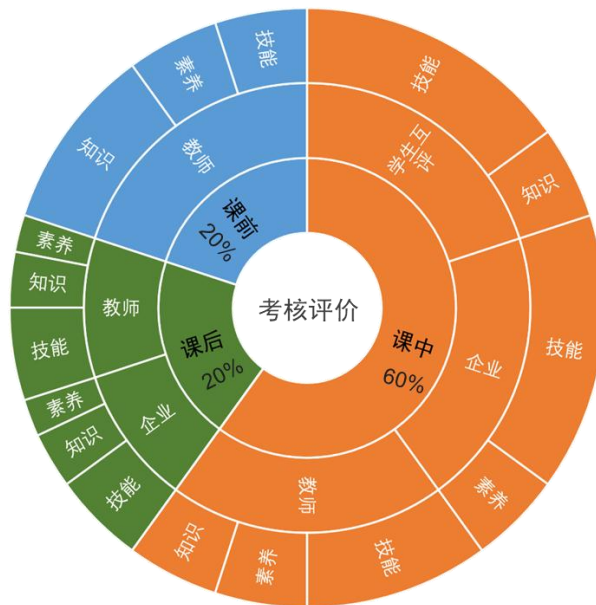 考核评价
课中
60%
学生互评
技能
知识
企业
技能
素养
教师
技能
素养
知识
课后
20%
企业
技能
知识
素养
教师
技能
知识
素养
课前
20%
教师
知识
素养
技能